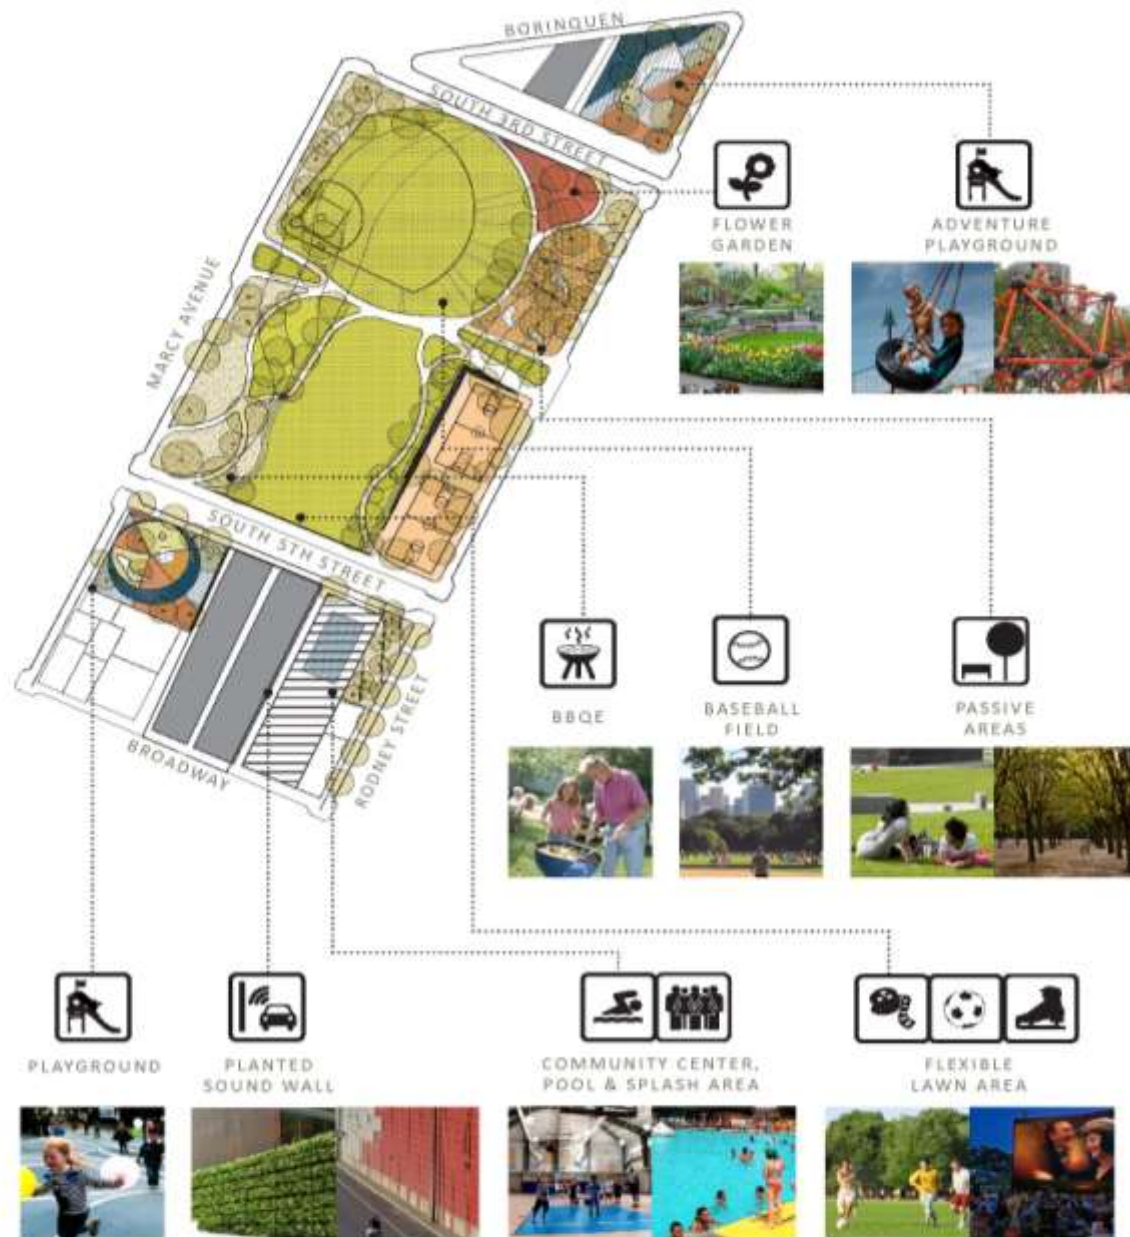 BORINQUEN
SOUTH 3RD STREET
FLOWER
GARDEN
ADVENTURE
PLAYGROUND
MARCY AVENUE
SOUTH 5TH STREET
BBQE
BASEBALL
FIELD
PASSIVE
AREAS
RODNEY STREET
BROADWAY
PLAYGROUND
PLANTED
SOUND WALL
COMMUNITY CENTER,
POOL & SPLASH AREA
FLEXIBLE
LAWN AREA